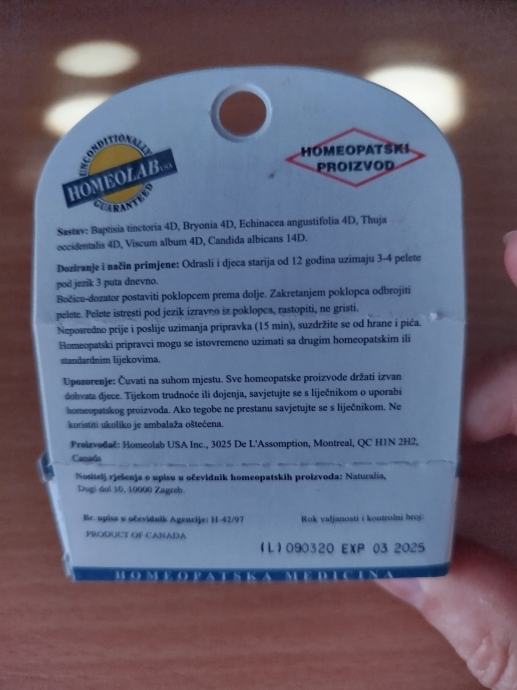 UNCONDITIONALLY
HOMEOLAB USA
GUARANTEED
HOMEOPATSKI
PROIZVOD
Sastav: Baptisia tinctoria 4D, Bryonia 4D, Echinacea angustifolia 4D, Thuja
occidentalis 4D, Viscum album 4D, Candida albicans 14D.
Doziranje i način primjene: Odrasli i djeca starija od 12 godina uzimaju 3-4 pelete
pod jezik 3 puta dnevno.
Bočicu-dozator postaviti poklopcem prema dolje. Zakretanjem poklopca odbrojiti
pelete. Pelete istresti pod jezik izravno iz poklopca, rastopiti, ne gristi.
Neposredno prije i poslije uzimanja pripravka (15 min), suzdržite se od hrane i pića.
Homeopatski pripravci mogu se istovremeno uzimati sa drugim homeopatskim ili
standardnim lijekovima.
Upozorenje: Čuvati na suhom mjestu. Sve homeopatske proizvode držati izvan
dohvata djece. Tijekom trudnoće ili dojenja, savjetujte se s liječnikom o uporabi
homeopatskog proizvoda. Ako tegobe ne prestanu savjetujte se s liječnikom. Ne
koristiti ukoliko je ambalaža oštećena.
Proizvođač: Homeolab USA Inc., 3025 De L'Assomption, Montreal, QC H1N 2H2,
Canada
Nositelj rješenja o upisu u očevidnik homeopatskih proizvoda: Naturalia,
Dugi dol 30, 10000 Zagreb.
Br. upisa u očevidnik Agencije: H-42/97 Rok valjanosti i kontrolni broj:
PRODUCT OF CANADA
(L) 090320 EXP 03 2025
HOMEOPATSKA MEDICINA